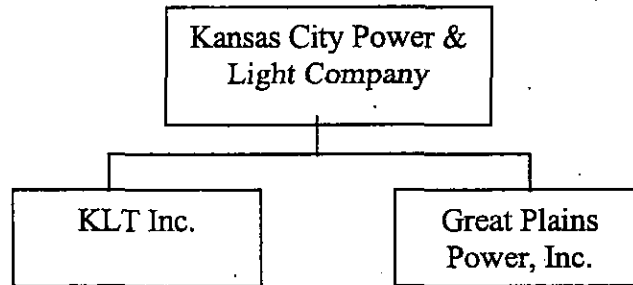 Kansas City Power &
Light Company
KLT Inc.
Great Plains
Power, Inc.